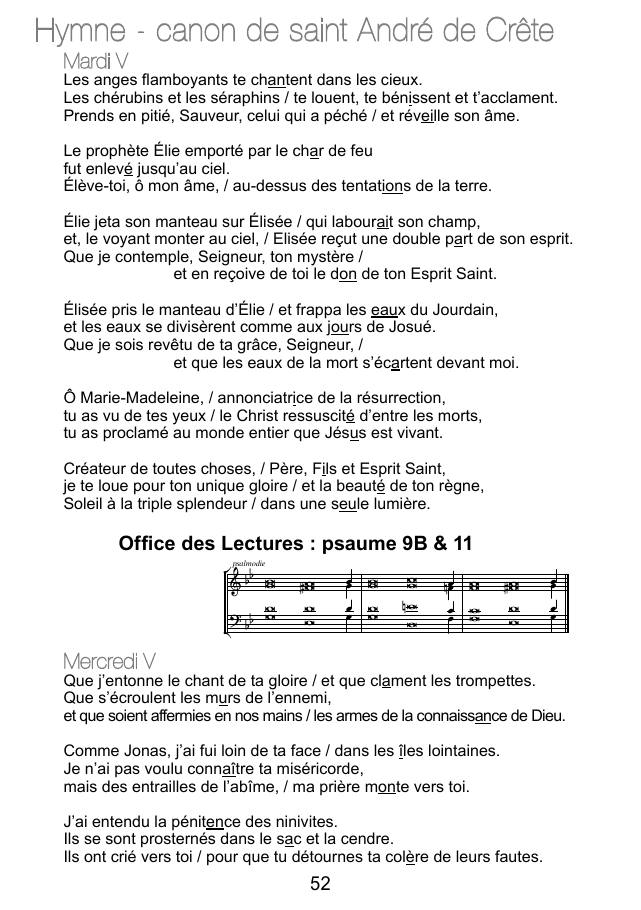 Hymne - canon de saint André de Crête
Mardi V
Les anges flamboyants te chantent dans les cieux.
Les chérubins et les séraphins / te louent, te bénissent et t’acclament.
Prends en pitié, Sauveur, celui qui a péché / et réveille son âme.
Le prophète Élie emporté par le char de feu
fut enlevé jusqu’au ciel.
Élève-toi, ô mon âme, / au-dessus des tentations de la terre.
Élie jeta son manteau sur Élisée / qui labourait son champ,
et, le voyant monter au ciel, / Elisée reçut une double part de son esprit.
Que je contemple, Seigneur, ton mystère /
et en reçoive de toi le don de ton Esprit Saint.
Élisée pris le manteau d’Élie / et frappa les eaux du Jourdain,
et les eaux se divisèrent comme aux jours de Josué.
Que je sois revêtu de ta grâce, Seigneur, /
et que les eaux de la mort s’écartent devant moi.
Ô Marie-Madeleine, / annonciatrice de la résurrection,
tu as vu de tes yeux / le Christ ressuscité d’entre les morts,
tu as proclamé au monde entier que Jésus est vivant.
Créateur de toutes choses, / Père, Fils et Esprit Saint,
je te loue pour ton unique gloire / et la beauté de ton règne,
Soleil à la triple splendeur / dans une seule lumière.
Office des Lectures : psaume 9B & 11
psalmodie
Mercredi V
Que j’entonne le chant de ta gloire / et que clament les trompettes.
Que s’écroulent les murs de l’ennemi,
et que soient affermies en nos mains / les armes de la connaissance de Dieu.
Comme Jonas, j’ai fui loin de ta face / dans les îles lointaines.
Je n’ai pas voulu connaître ta miséricorde,
mais des entrailles de l’abîme, / ma prière monte vers toi.
J’ai entendu la pénitence des ninivites.
Ils se sont prosternés dans le sac et la cendre.
Ils ont crié vers toi / pour que tu détournes ta colère de leurs fautes.
52